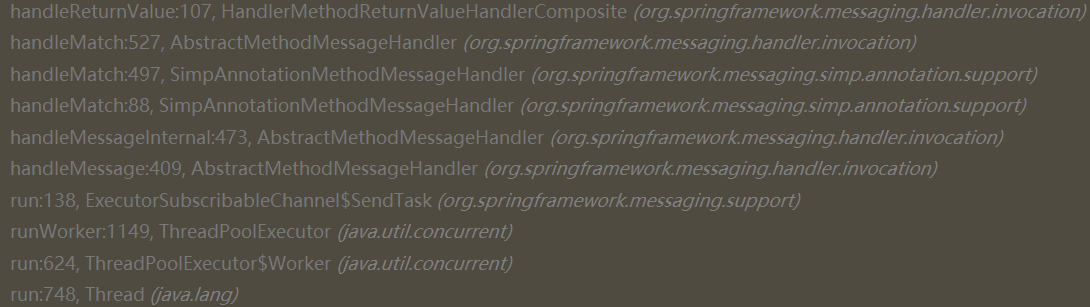 handleReturnValue:107, HandlerMethodReturnValueHandlerComposite (org.springframework.messaging.handler.invocation)
handleMatch:527, AbstractMethodMessageHandler (org.springframework.messaging.handler.invocation)
handleMatch:497, SimpAnnotationMethodMessageHandler (org.springframework.messaging.simp.annotation.support)
handleMatch:88, SimpAnnotationMethodMessageHandler (org.springframework.messaging.simp.annotation.support)
handleMessageInternal:473, AbstractMethodMessageHandler (org.springframework.messaging.handler.invocation)
handleMessage:409, AbstractMethodMessageHandler (org.springframework.messaging.handler.invocation)
run:138, ExecutorSubscribableChannel$SendTask (org.springframework.messaging.support)
runWorker:1149, ThreadPoolExecutor (java.util.concurrent)
run:624, ThreadPoolExecutor$Worker (java.util.concurrent)
run:748, Thread (java.lang)